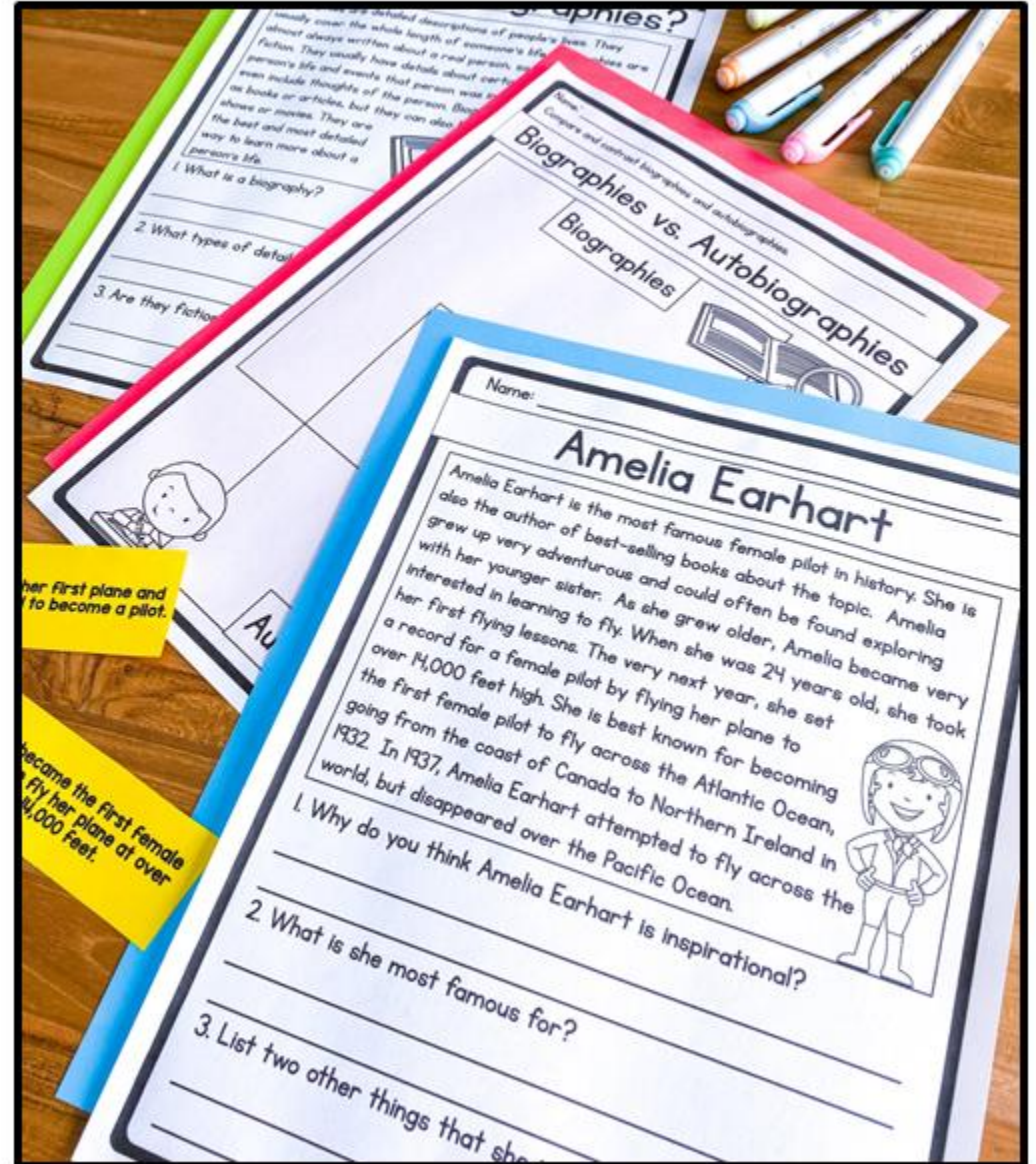 aphies?
are detailed descriptions of people's lives. They
usually cover the whole length of someone's life.
almost always written about a real person, so are
fiction. They usually have details about
person's life and events that person was
even include thoughts of the person.
as books or articles, but they can also
shows or movies. They are
the best and most detailed
way to learn more about a
person's life.
1. What is a biography?
2. What types of detail
3. Are they fiction
Name:
Compare and contrast biographies and autobiographies.
Biographies vs. Autobiographies
Biographies
Au
her first plane and
to become a pilot.
became the first female
fly her plane at over
14,000 feet.
Name:
Amelia Earhart
Amelia Earhart is the most famous female pilot in history. She is
also the author of best-selling books about the topic. Amelia
grew up very adventurous and could often be found exploring
with her younger sister. As she grew older, Amelia became very
interested in learning to fly. When she was 24 years old, she took
her first flying lessons. The very next year, she set
a record for a female pilot by flying her plane to
over 14,000 feet high. She is best known for becoming
the first female pilot to fly across the Atlantic Ocean,
going from the coast of Canada to Northern Ireland in
1932. In 1937, Amelia Earhart attempted to fly across the
world, but disappeared over the Pacific Ocean.
1. Why do you think Amelia Earhart is inspirational?
2. What is she most famous for?
3. List two other things that she